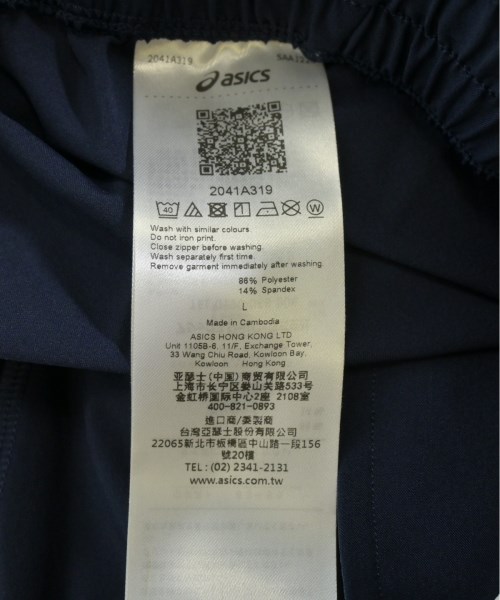 2041A319
asics
2041A319
40
W
Wash with similar colours.
Do not iron print.
Close zipper before washing.
Wash separately first time.
Remove garment immediately after washing.
86% Polyester
14% Spandex
L
Made in Cambodia
ASICS HONG KONG LTD
Unit 1105B-6, 11/F, Exchange Tower,
33 Wang Chiu Road, Kowloon Bay,
Kowloon Hong Kong
亚瑟士(中国)商贸有限公司
上海市长宁区娄山关路533号
金虹桥国际中心2座 2108室
400-821-0893
進口商/委製商
台灣亞瑟士股份有限公司
22065新北市板橋區中山路一段156
號20樓
TEL : (02) 2341-2131
www.asics.com.tw